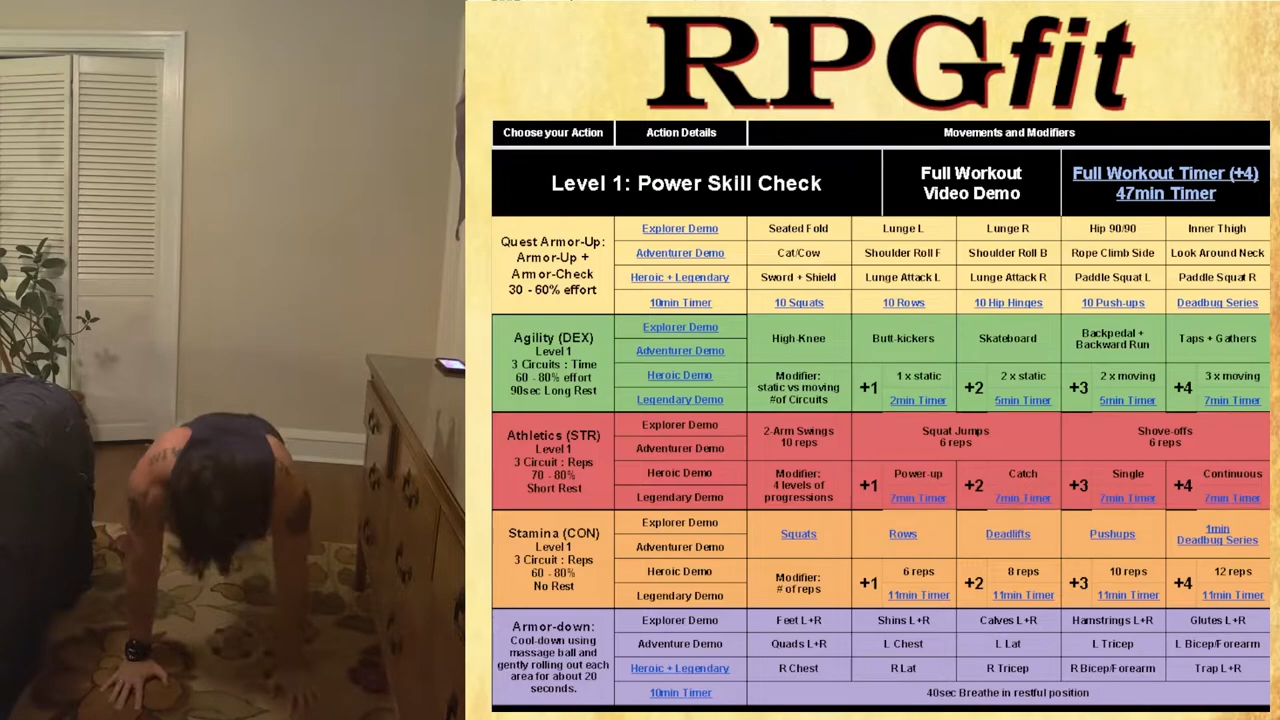 RPGfit
Choose your Action
Action Details
Movements and Modifiers
Level 1: Power Skill Check
Full Workout
Video Demo
Full Workout Timer (+4)
47min Timer
Quest Armor-Up:
Armor-Up +
Armor-Check
30 - 60% effort
Explorer Demo
Seated Fold
Lunge L
Lunge R
Hip 90/90
Inner Thigh
Adventurer Demo
Cat/Cow
Shoulder Roll F
Shoulder Roll B
Rope Climb Side
Look Around Neck
Heroic + Legendary
Sword + Shield
Lunge Attack L
Lunge Attack R
Paddle Squat L
Paddle Squat R
10min Timer
10 Squats
10 Rows
10 Hip Hinges
10 Push-ups
Deadbug Series
Agility (DEX)
Level 1
3 Circuits : Time
60 - 80% effort
90sec Long Rest
Explorer Demo
Adventurer Demo
High-Knee
Butt-kickers
Skateboard
Backpedal +
Backward Run
Taps + Gathers
Heroic Demo
Legendary Demo
Modifier:
static vs moving
#of Circuits
+1
1 x static
2min Timer
+2
2 x static
5min Timer
+3
2 x moving
5min Timer
+4
3 x moving
7min Timer
Athletics (STR)
Level 1
3 Circuit : Reps
70 - 80%
Short Rest
Explorer Demo
Adventurer Demo
2-Arm Swings
10 reps
Squat Jumps
6 reps
Shove-offs
6 reps
Heroic Demo
Legendary Demo
Modifier:
4 levels of
progressions
+1
Power-up
7min Timer
+2
Catch
7min Timer
+3
Single
7min Timer
+4
Continuous
7min Timer
Stamina (CON)
Level 1
3 Circuit : Reps
60 - 80%
No Rest
Explorer Demo
Adventurer Demo
Squats
Rows
Deadlifts
Pushups
1min
Deadbug Series
Heroic Demo
Legendary Demo
Modifier:
# of reps
+1
6 reps
11min Timer
+2
8 reps
11min Timer
+3
10 reps
11min Timer
+4
12 reps
11min Timer
Armor-down:
Cool-down using
massage ball and
gently rolling out each
area for about 20
seconds.
Explorer Demo
Feet L+R
Shins L+R
Calves L+R
Hamstrings L+R
Glutes L+R
Adventure Demo
Quads L+R
L Chest
L Lat
L Tricep
L Bicep/Forearm
Heroic + Legendary
R Chest
R Lat
R Tricep
R Bicep/Forearm
Trap L+R
10min Timer
40sec Breathe in restful position